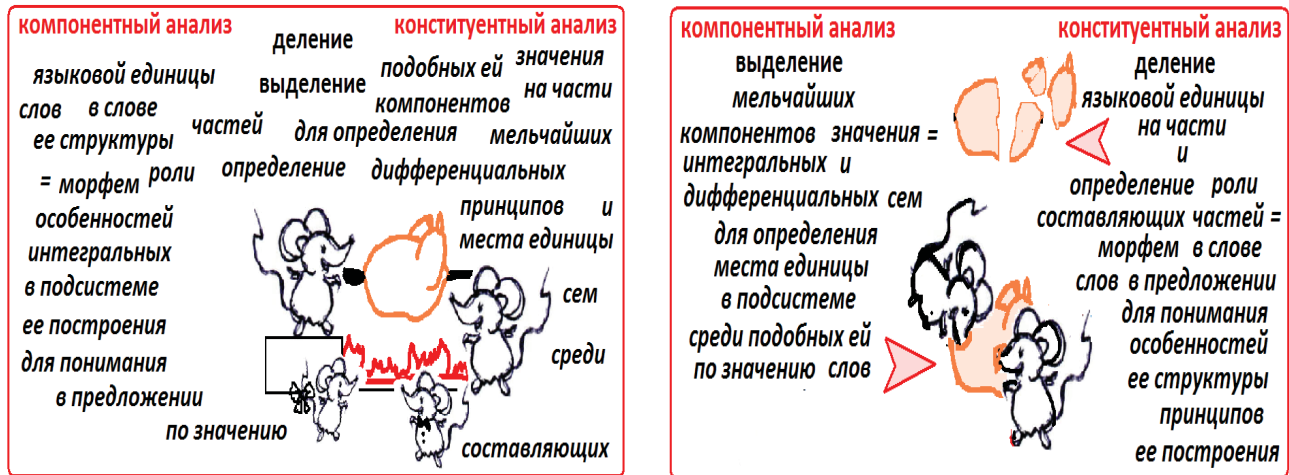 компонентный анализ
конституентный анализ
деление
значения
подобных ей
языковой единицы
выделение
на части
компонентов
слов в слове
частей
для определения
мельчайших
ее структуры
= морфем роли
определение
дифференциальных
особенностей
принципов и
интегральных
места единицы
в подсистеме
сем
ее построения
среди
для понимания
в предложении
по значению
составляющих
компонентный анализ
выделение
мельчайших
компонентов значения =
интегральных и
дифференциальных сем
для определения
места единицы
в подсистеме
среди подобных ей
по значению слов
конституентный анализ
деление
языковой единицы
на части
и
определение роли
составляющих частей =
морфем в слове
слов в предложении
для понимания
особенностей
ее структуры
принципов
ее построения